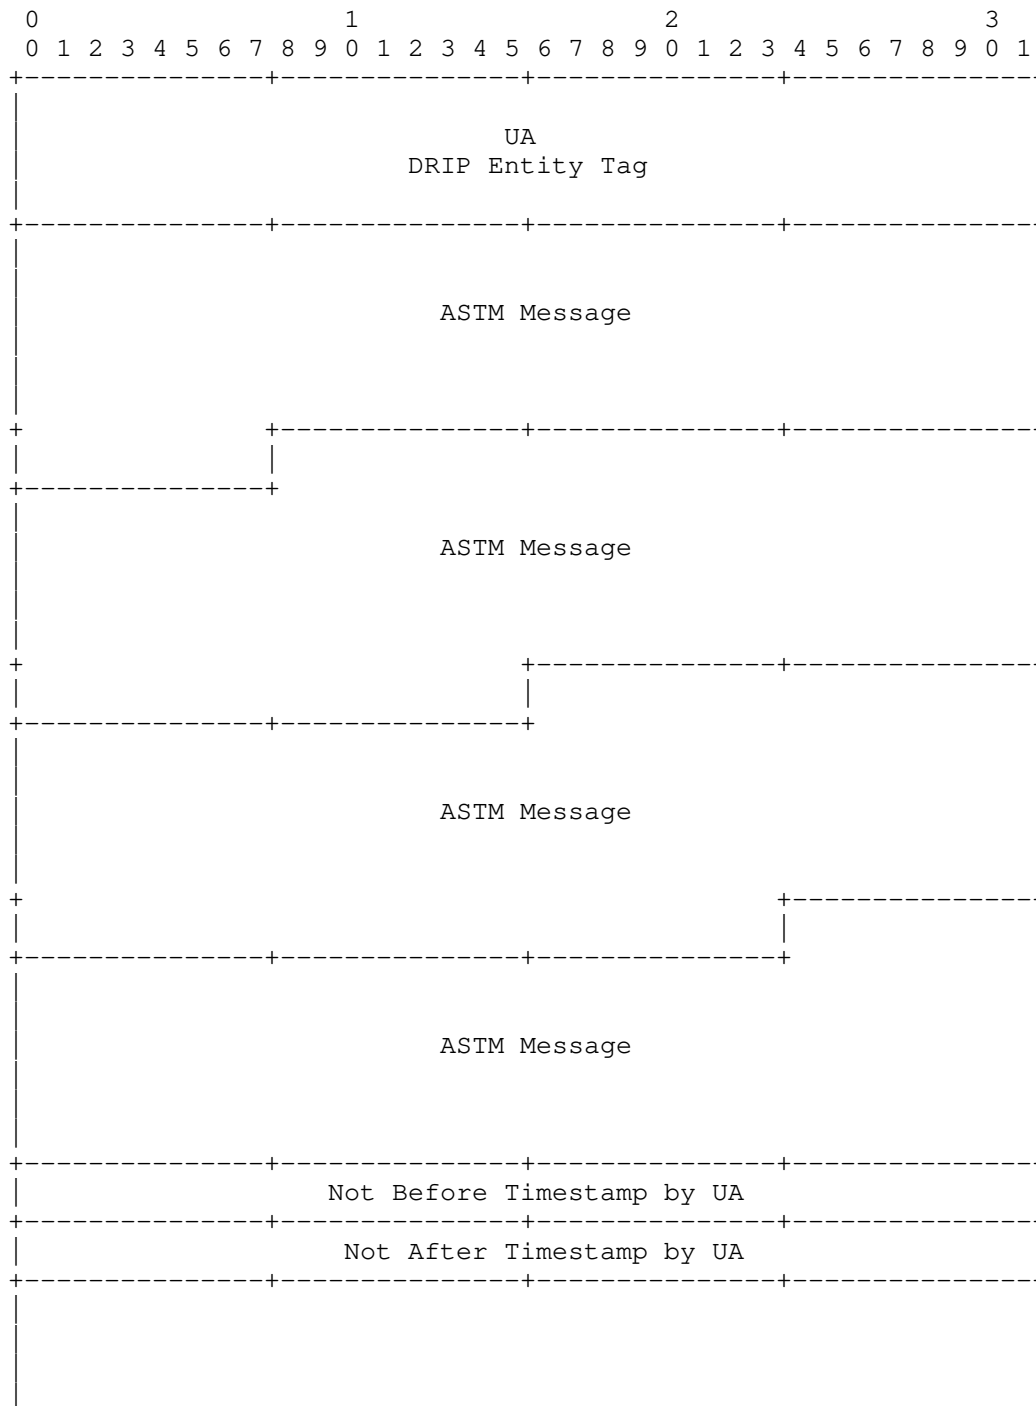 0                   1                   2                   3
0 1 2 3 4 5 6 7 8 9 0 1 2 3 4 5 6 7 8 9 0 1 2 3 4 5 6 7 8 9 0 1
UA
DRIP Entity Tag
ASTM Message
ASTM Message
ASTM Message
ASTM Message
Not Before Timestamp by UA
Not After Timestamp by UA